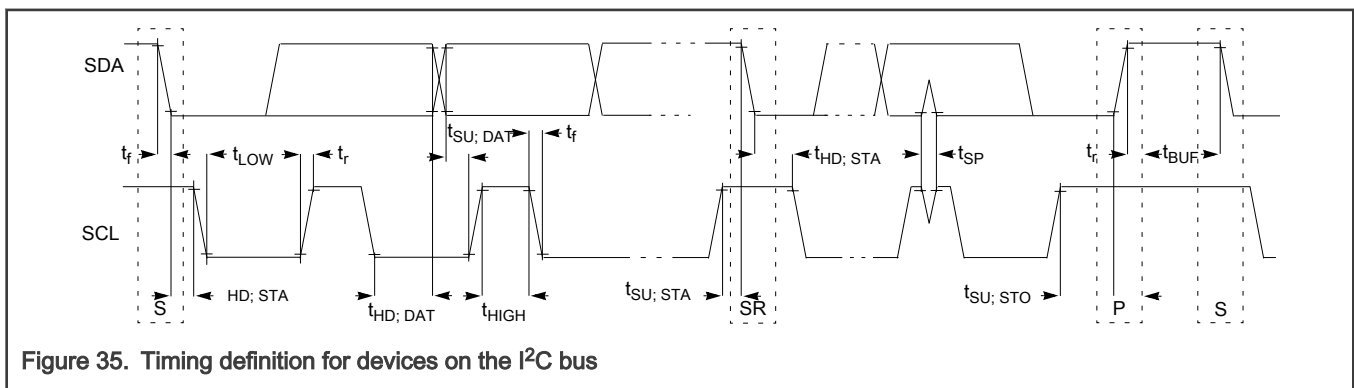 SDA
tSU; DAT
tf
tf
tLOW
tr
tHD; STA
tSP
tr
tBUF
SCL
S
HD; STA
tHD; DAT
tHIGH
tSU; STA
SR
tSU; STO
P
S
Figure 35. Timing definition for devices on the I²C bus